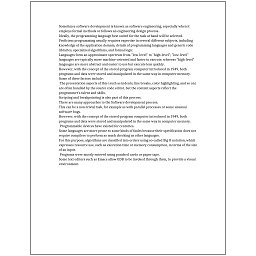 Sometimes software development is known as software engineering, especially when it
employs formal methods or follows an engineering design process.
Ideally, the programming language best suited for the task at hand will be selected.
Proficient programming usually requires expertise in several different subjects, including
knowledge of the application domain, details of programming languages and generic code
libraries, specialized algorithms, and formal logic.
Languages form an approximate spectrum from "low-level" to "high-level"; "low-level"
languages are typically more machine-oriented and faster to execute, whereas "high-level"
languages are more abstract and easier to use but execute less quickly.
However, with the concept of the stored-program computer introduced in 1949, both
programs and data were stored and manipulated in the same way in computer memory.
Some of these factors include:
The presentation aspects of this (such as indents, line breaks, color highlighting, and so on)
are often handled by the source code editor, but the content aspects reflect the
programmer's talent and skills.
Scripting and breakpointing is also part of this process.
There are many approaches to the Software development process.
This can be a non-trivial task, for example as with parallel processes or some unusual
software bugs.
However, with the concept of the stored-program computer introduced in 1949, both
programs and data were stored and manipulated in the same way in computer memory.
Programmable devices have existed for centuries.
Some languages are more prone to some kinds of faults because their specification does not
require compilers to perform as much checking as other languages.
For this purpose, algorithms are classified into orders using so-called Big O notation, which
expresses resource use, such as execution time or memory consumption, in terms of the size
of an input.
Programs were mostly entered using punched cards or paper tape.
Some text editors such as Emacs allow GDB to be invoked through them, to provide a visual
environment.